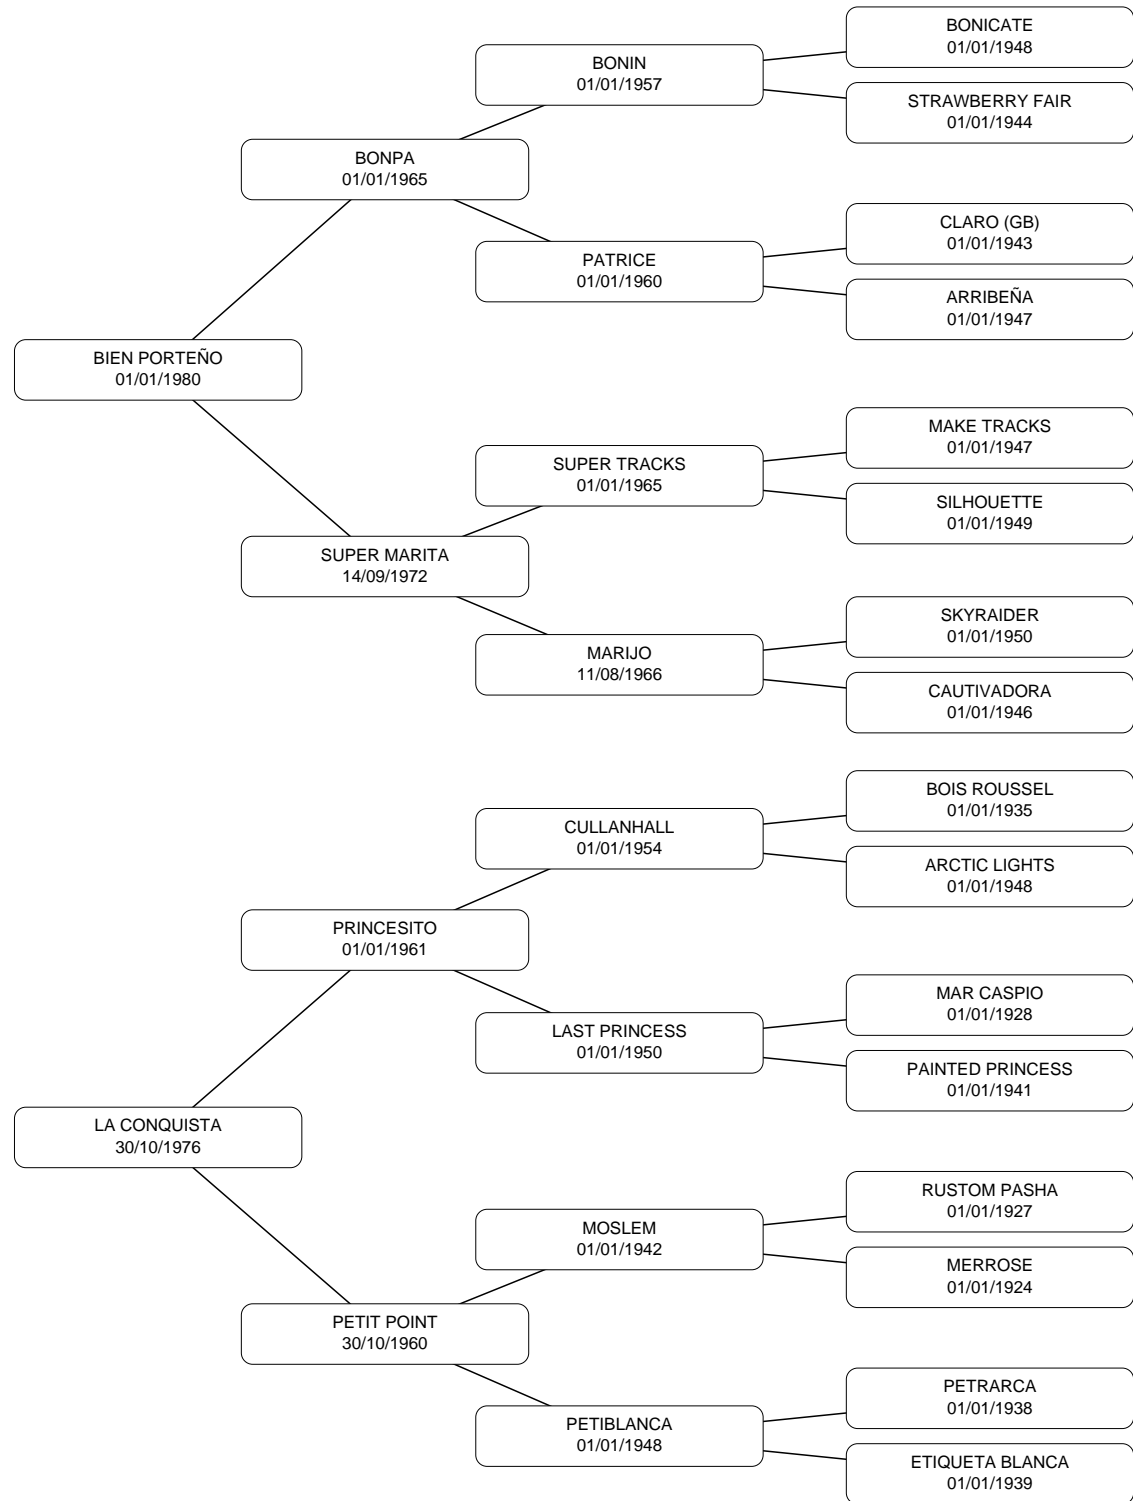 BONICATE
01/01/1948
BONIN
01/01/1957
STRAWBERRY FAIR
01/01/1944
BONPA
01/01/1965
CLARO (GB)
01/01/1943
PATRICE
01/01/1960
ARRIBEÑA
01/01/1947
BIEN PORTEÑO
01/01/1980
MAKE TRACKS
01/01/1947
SUPER TRACKS
01/01/1965
SILHOUETTE
01/01/1949
SUPER MARITA
14/09/1972
SKYRAIDER
01/01/1950
MARIJO
11/08/1966
CAUTIVADORA
01/01/1946
BOIS ROUSSEL
01/01/1935
CULLANHALL
01/01/1954
ARCTIC LIGHTS
01/01/1948
PRINCESITO
01/01/1961
MAR CASPIO
01/01/1928
LAST PRINCESS
01/01/1950
PAINTED PRINCESS
01/01/1941
LA CONQUISTA
30/10/1976
RUSTOM PASHA
01/01/1927
MOSLEM
01/01/1942
MERROSE
01/01/1924
PETIT POINT
30/10/1960
PETRARCA
01/01/1938
PETIBLANCA
01/01/1948
ETIQUETA BLANCA
01/01/1939